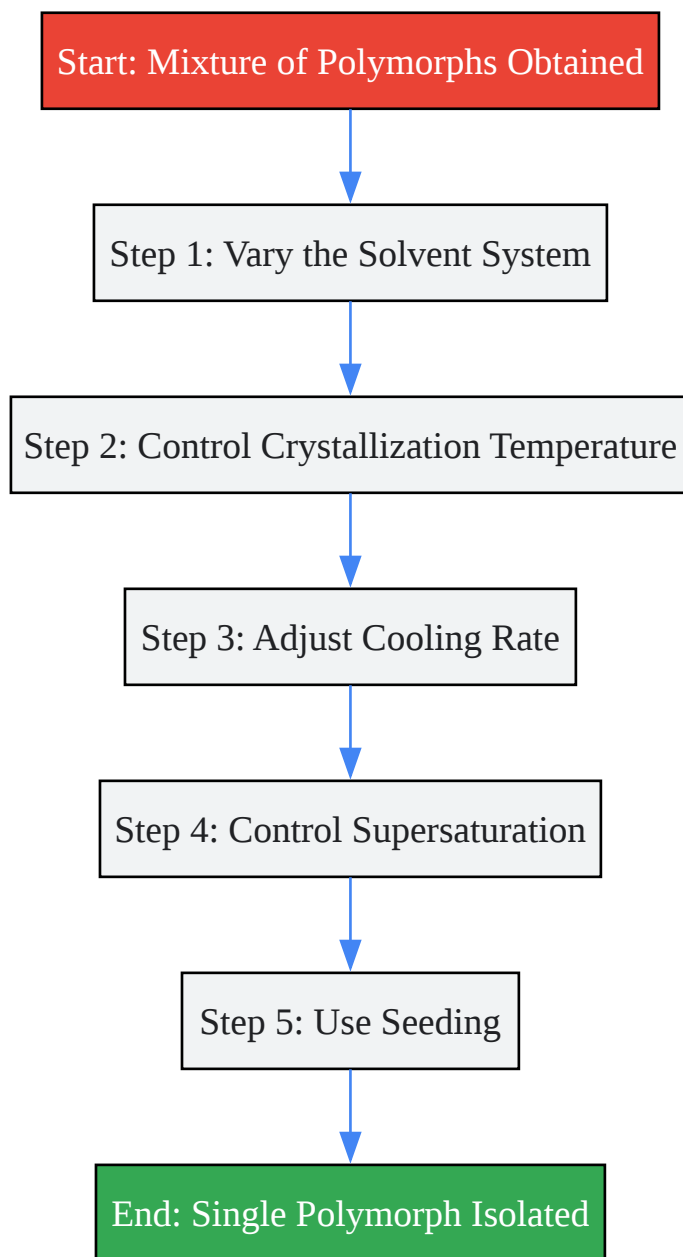 Start: Mixture of Polymorphs Obtained
Step 1: Vary the Solvent System
Step 2: Control Crystallization Temperature
Step 3: Adjust Cooling Rate
Step 4: Control Supersaturation
Step 5: Use Seeding
End: Single Polymorph Isolated